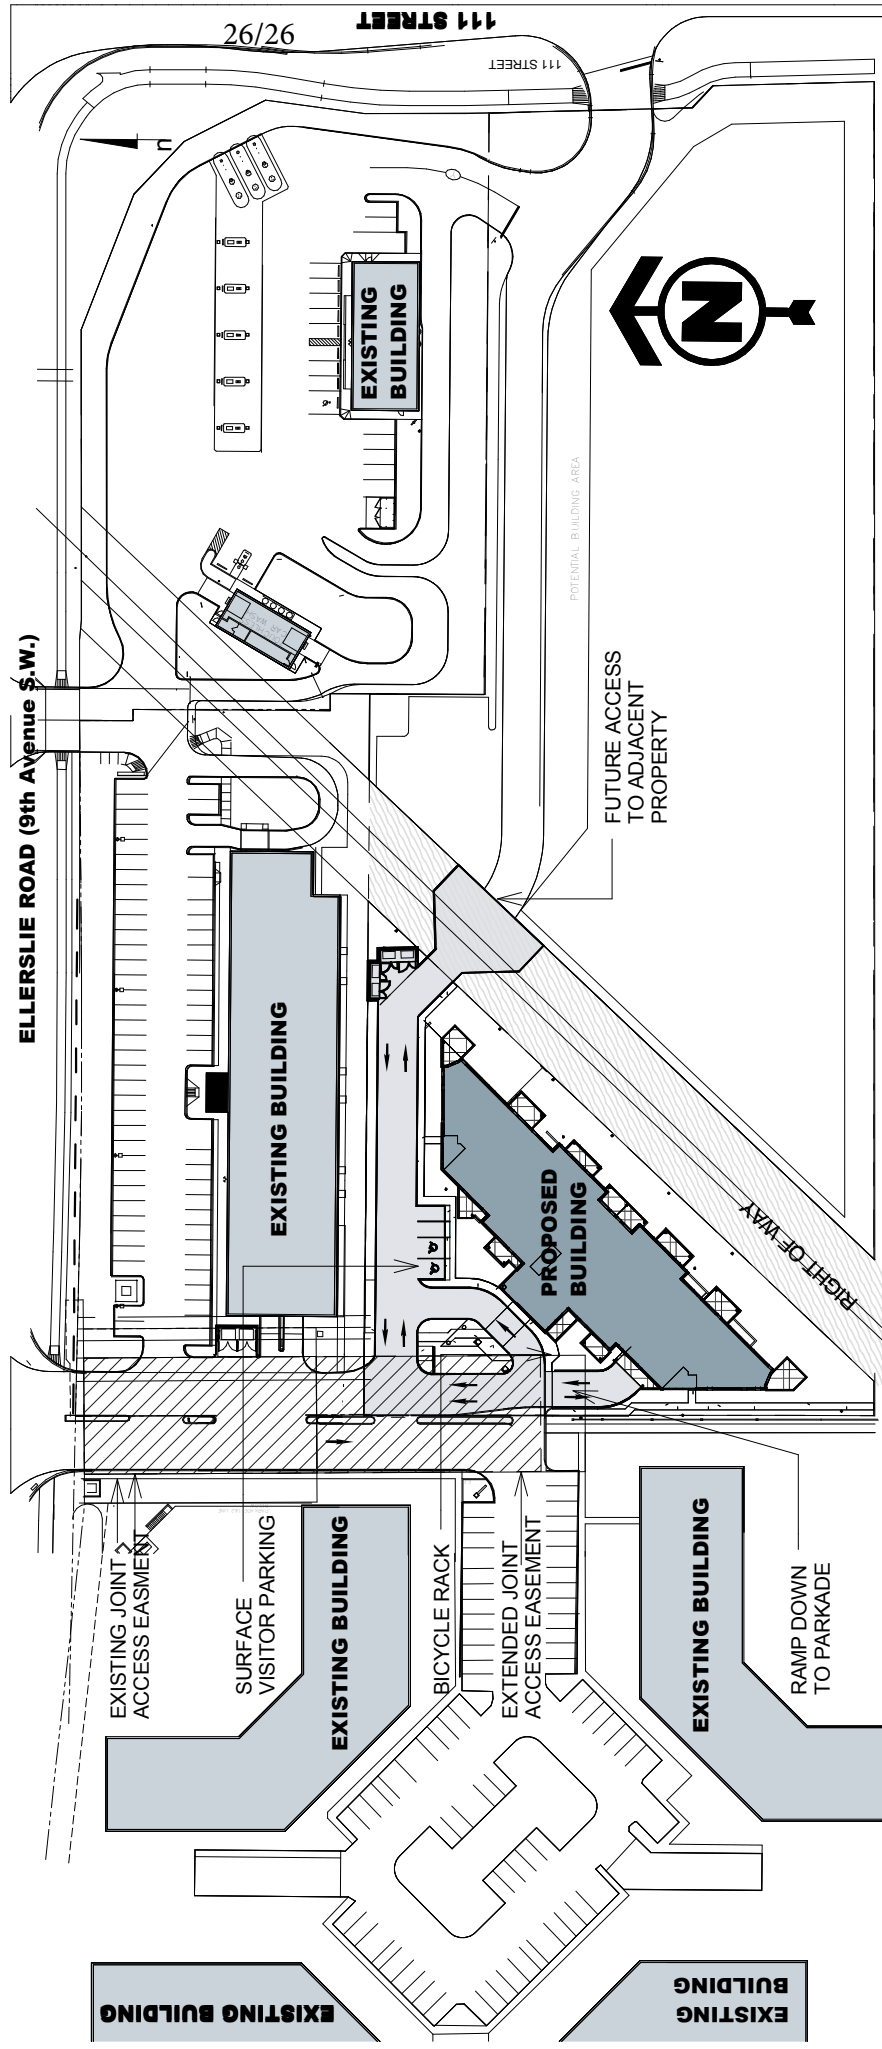 111 STREET
26/26
111 STREET
n
EXISTING
BUILDING
N
POTENTIAL BUILDING AREA
ELLERSLIE ROAD (9th Avenue S.W.)
FUTURE ACCESS
TO ADJACENT
PROPERTY
EXISTING BUILDING
PROPOSED
BUILDING
RIGHT OF WAY
EXISTING JOINT
ACCESS EASMENT
SURFACE
VISITOR PARKING
EXISTING BUILDING
BICYCLE RACK
EXTENDED JOINT
ACCESS EASEMENT
EXISTING BUILDING
RAMP DOWN
TO PARKADE
EXISTING BUILDING
EXISTING
BUILDING